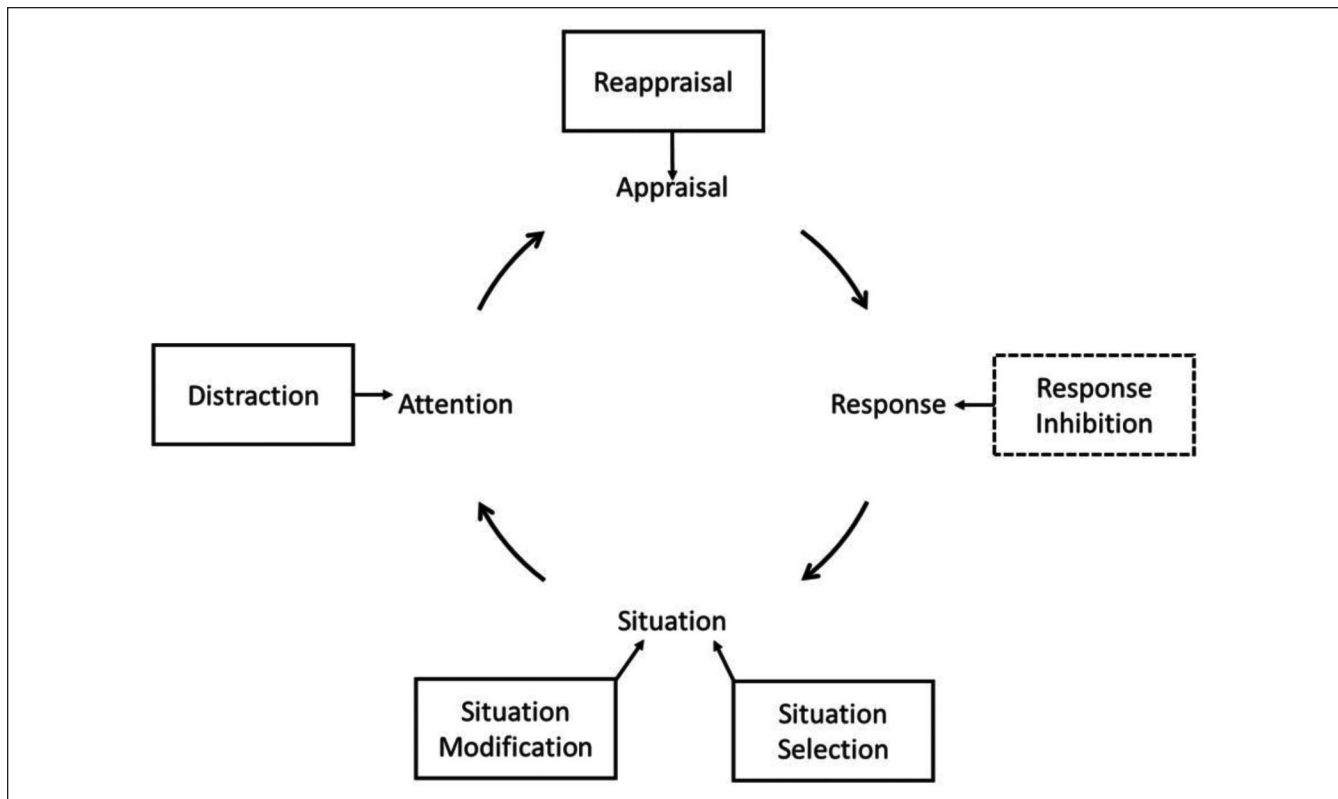 Reappraisal
Appraisal
Distraction
Attention
Response
Response
Inhibition
Situation
Situation
Modification
Situation
Selection